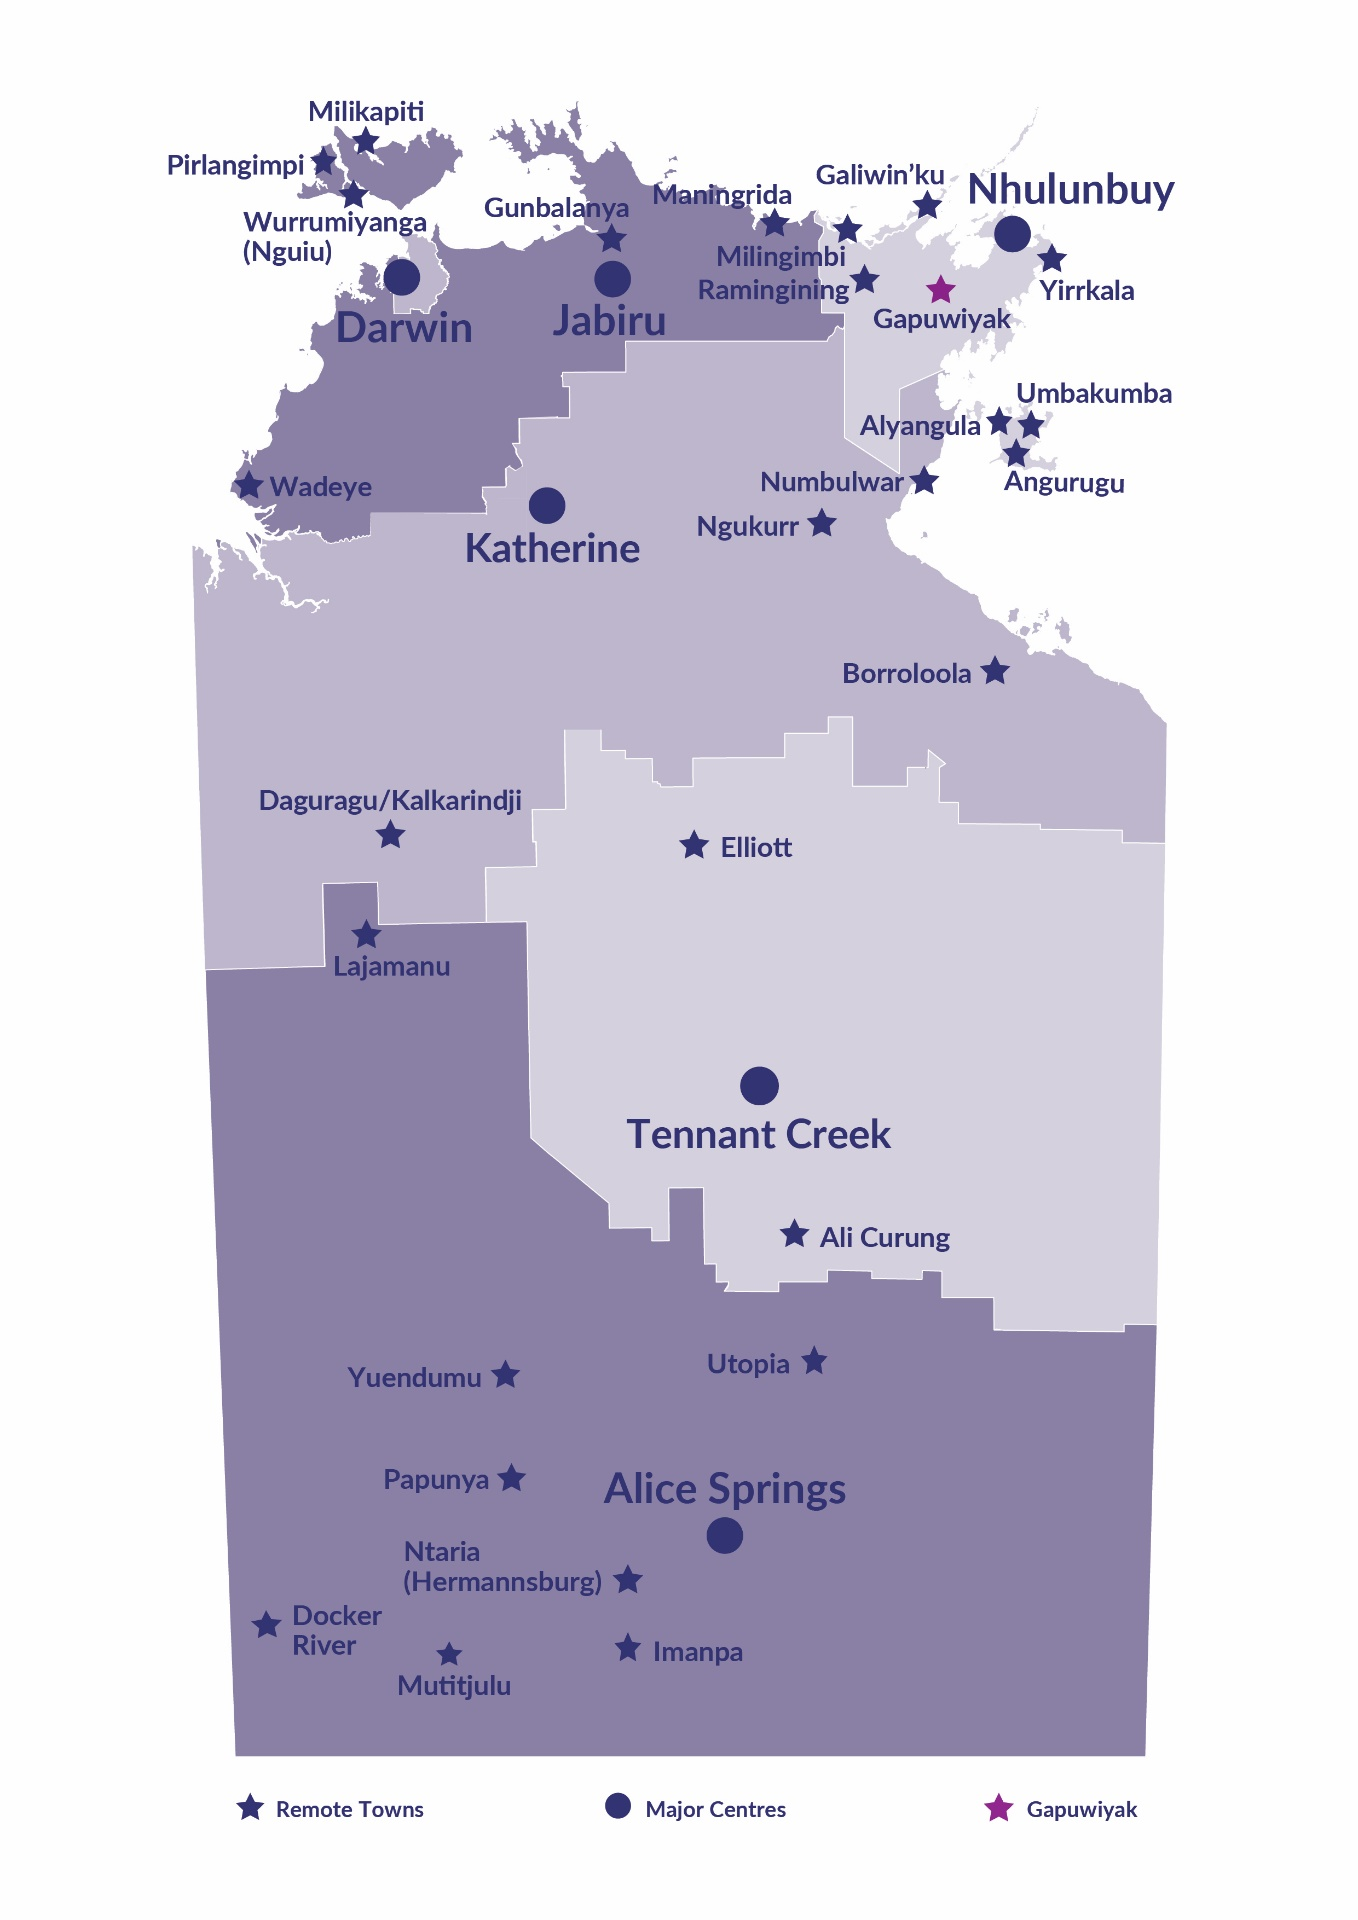 Milikapiti
Pirlangimpi
Wurrumiyanga
(Nguiu)
Gunbalanya
Maningrida
Galiwin’ku
Nhulunbuy
Milingimbi
Ramingining
Yirrkala
Gapuwiyak
Darwin
Jabiru
Umbakumba
Alyangula
Angurugu
Numbulwar
Wadeye
Ngukurr
Katherine
Borroloola
Daguragu/Kalkarindji
Elliott
Lajamanu
Tennant Creek
Ali Curung
Utopia
Yuendumu
Papunya
Alice Springs
Ntaria
(Hermannsburg)
Docker
River
Imanpa
Mutitjulu
Remote Towns
Major Centres
Gapuwiyak